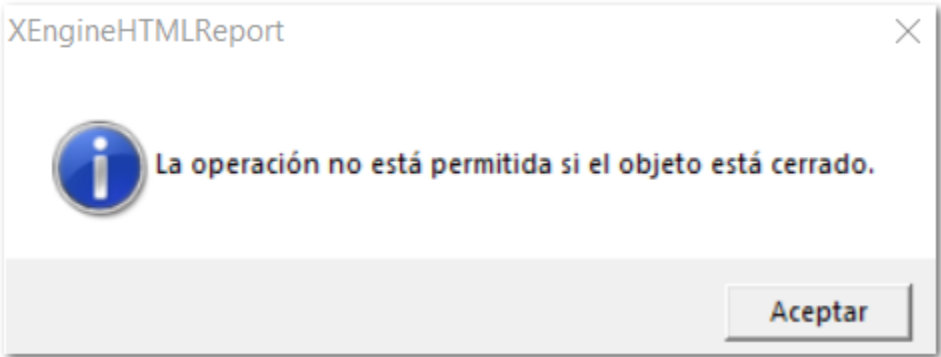 XEngineHTMLReport
La operación no está permitida si el objeto está cerrado.
Aceptar